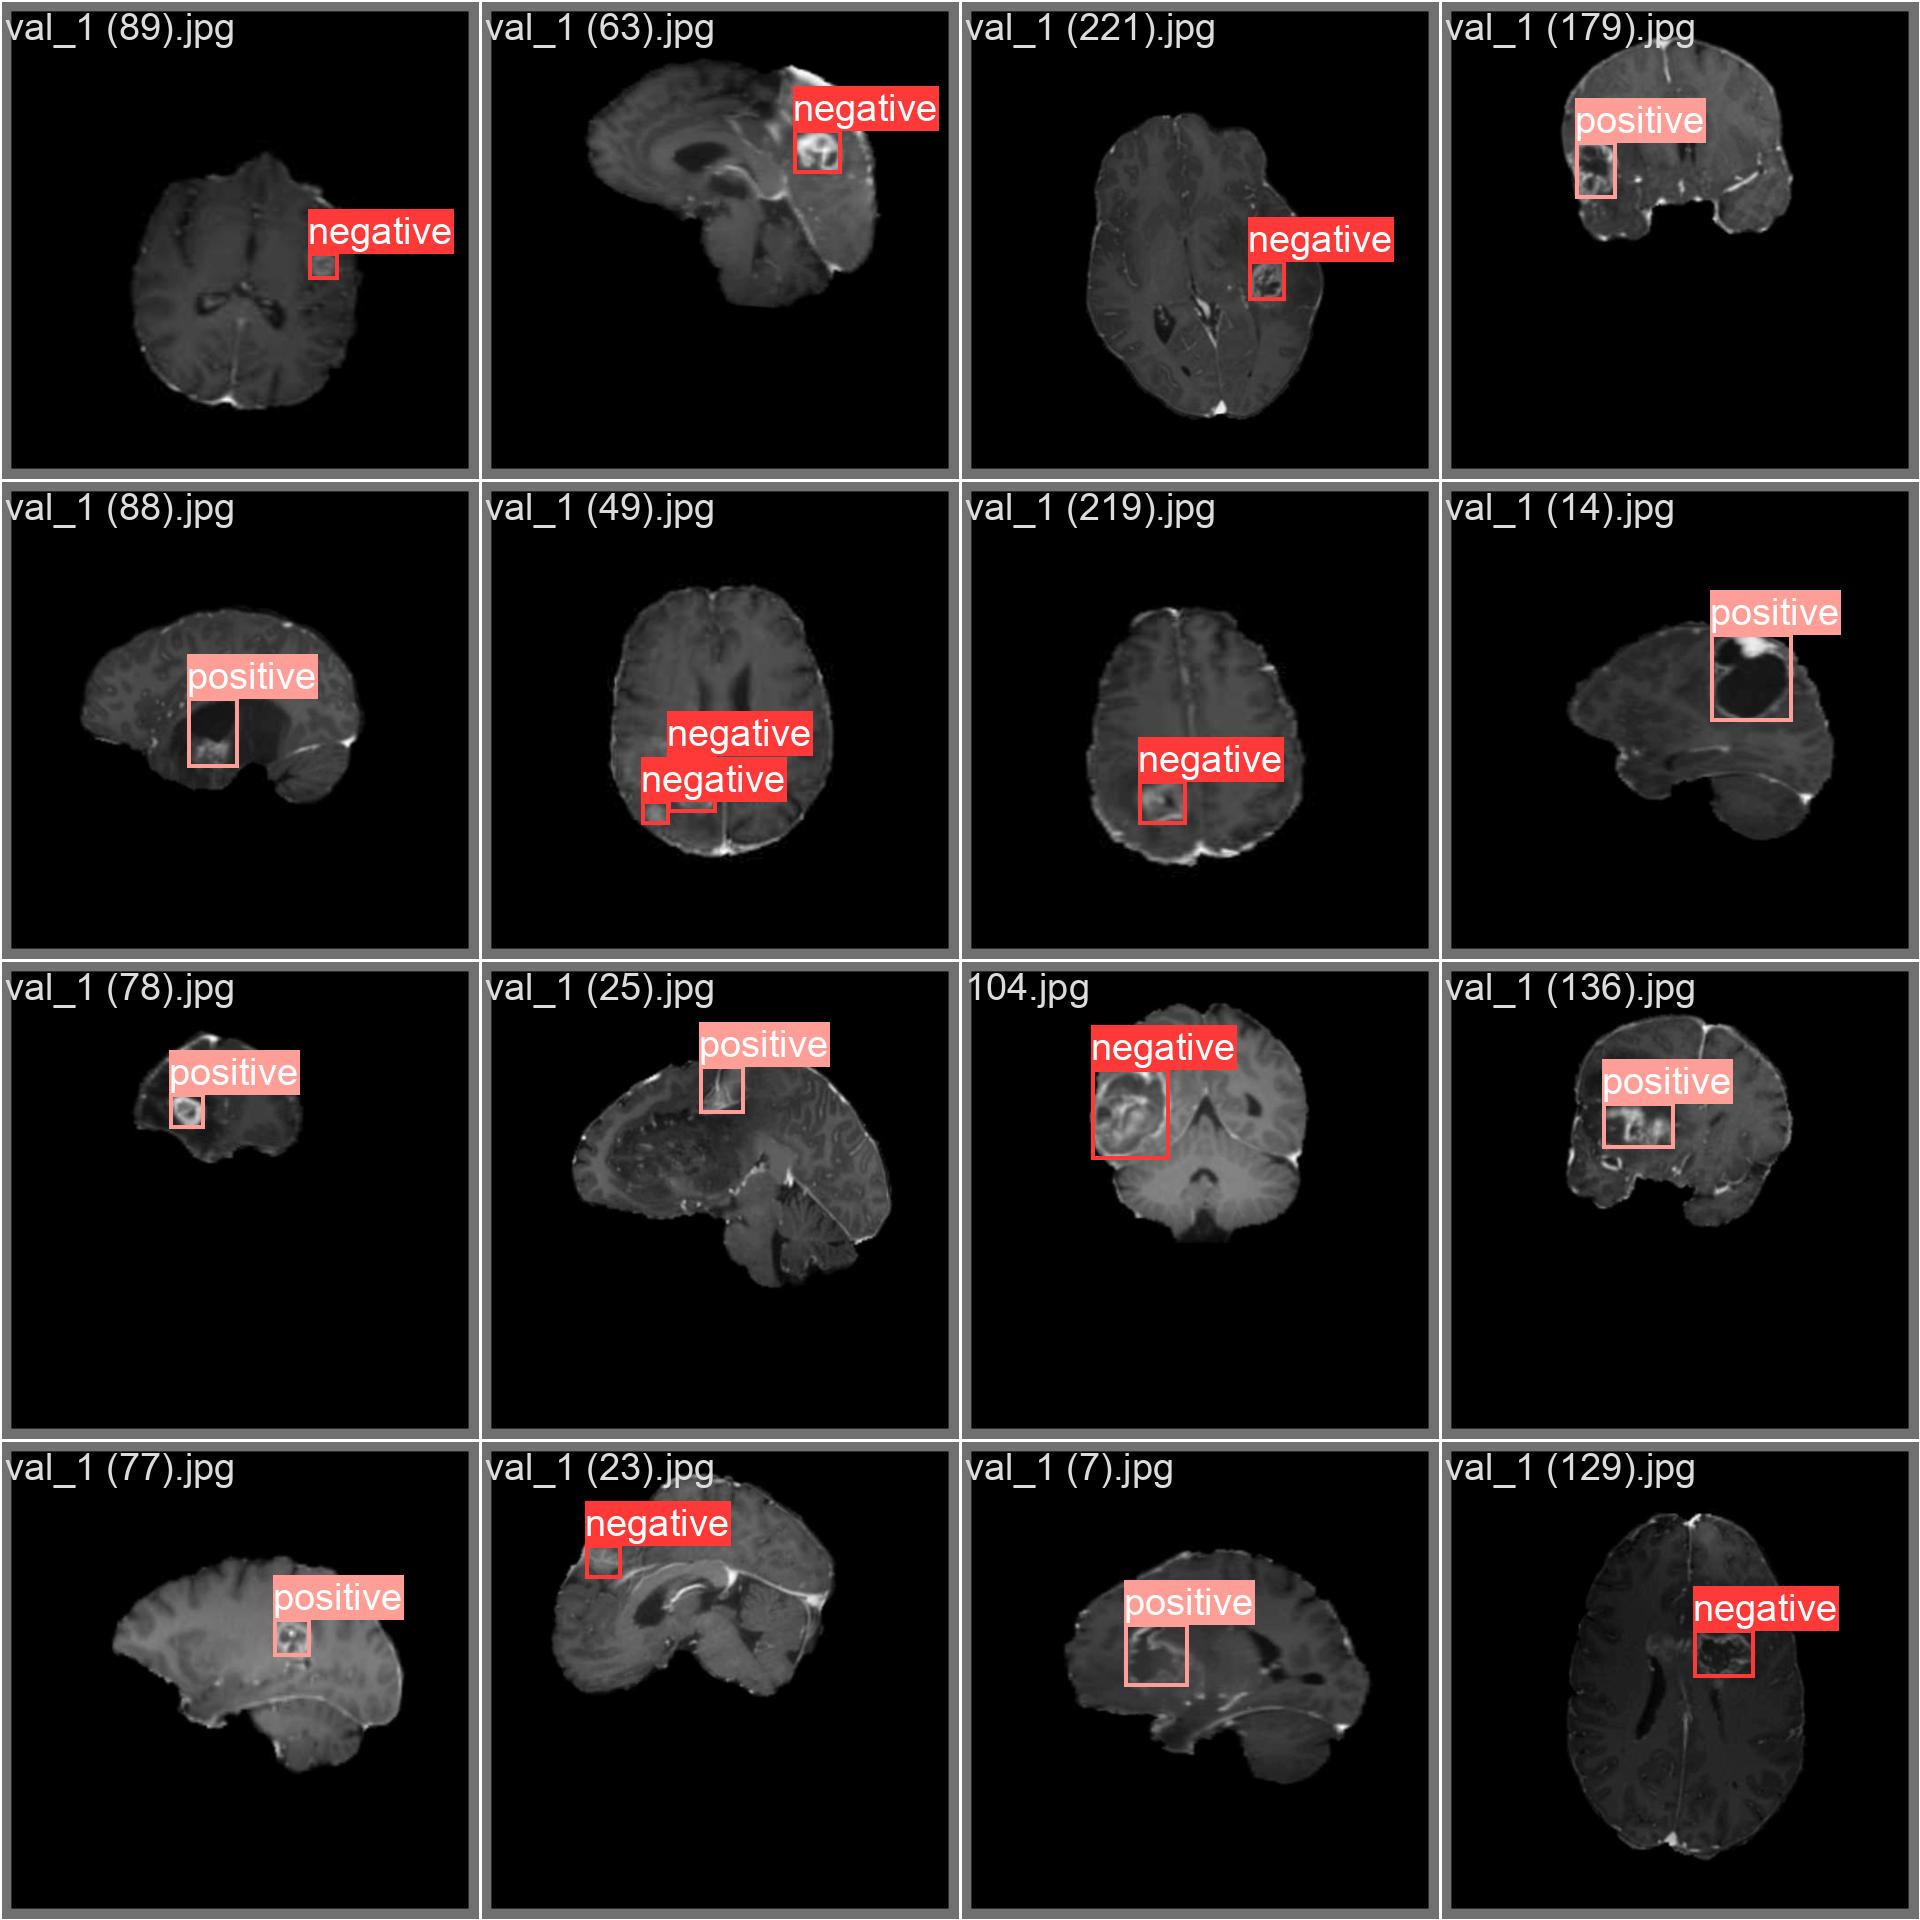 val_1 (89).jpg
negative
val_1 (63).jpg
negative
val_1 (221).jpg
negative
val_1 (179).jpg
positive
val_1 (88).jpg
positive
val_1 (49).jpg
negative
negative
val_1 (219).jpg
negative
val_1 (14).jpg
positive
val_1 (78).jpg
positive
val_1 (25).jpg
positive
104.jpg
negative
val_1 (136).jpg
positive
val_1 (77).jpg
positive
val_1 (23).jpg
negative
val_1 (7).jpg
positive
val_1 (129).jpg
negative